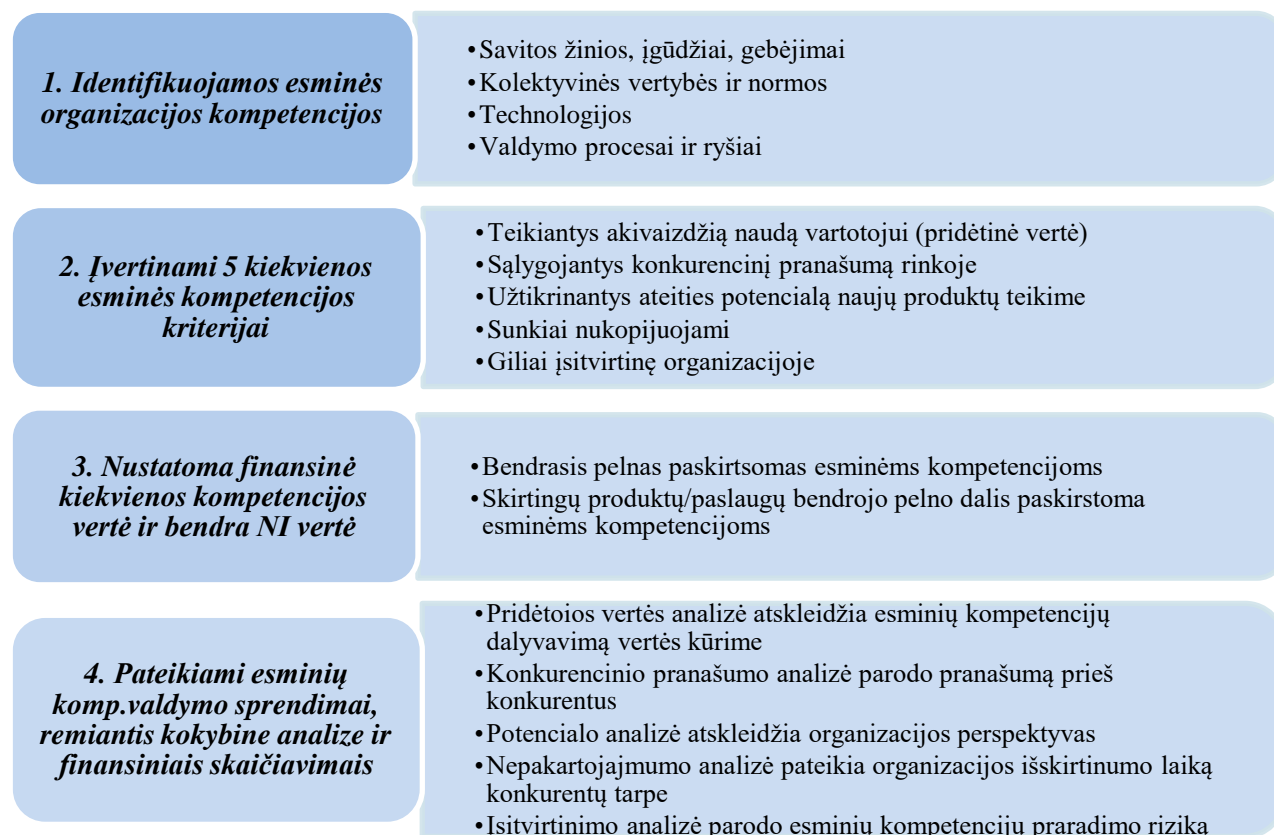 1. Identifikuojamos esminės
organizacijos kompetencijos
•Savitos žinios, įgūdžiai, gebėjimai
•Kolektyvinės vertybės ir normos
•Technologijos
•Valdymo procesai ir ryšiai
2. Įvertinami 5 kiekvienos
esminės kompetencijos
kriterijai
•Teikiantys akivaizdžią naudą vartotojui (pridėtinė vertė)
•Sąlygojantys konkurencinį pranašumą rinkoje
•Užtikrinantys ateities potencialą naujų produktų teikime
•Sunkiai nukopijuojami
•Giliai įsitvirtinę organizacijoje
3. Nustatoma finansinė
kiekvienos kompetencijos
vertė ir bendra NI vertė
•Bendrasis pelnas paskirtsomas esminėms kompetencijoms
•Skirtingų produktų/paslaugų bendrojo pelno dalis paskirstoma
esminėms kompetencijoms
4. Pateikiami esminių
komp.valdymo sprendimai,
remiantis kokybine analize ir
finansiniais skaičiavimais
•Pridėtoios vertės analizė atskleidžia esminių kompetencijų
dalyvavimą vertės kūrime
•Konkurencinio pranašumo analizė parodo pranašumą prieš
konkurentus
•Potencialo analizė atskleidžia organizacijos perspektyvas
•Nepakartojajmumo analizė pateikia organizacijos išskirtinumo laiką
konkurentų tarpe
•Įsitvirtinimo analizė parodo esminių kompetencijų praradimo riziką